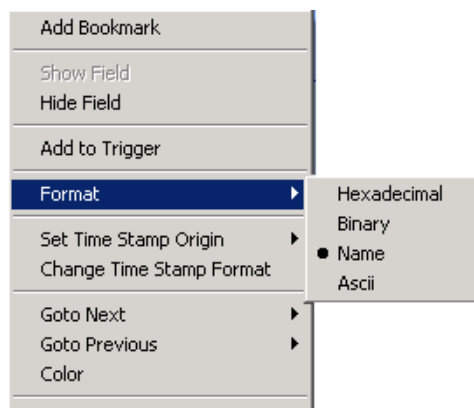 Add Bookmark
Show Field
Hide Field
Add to Trigger
Format
Hexadecimal
Binary
Name
Ascii
Set Time Stamp Origin
Change Time Stamp Format
Goto Next
Goto Previous
Color